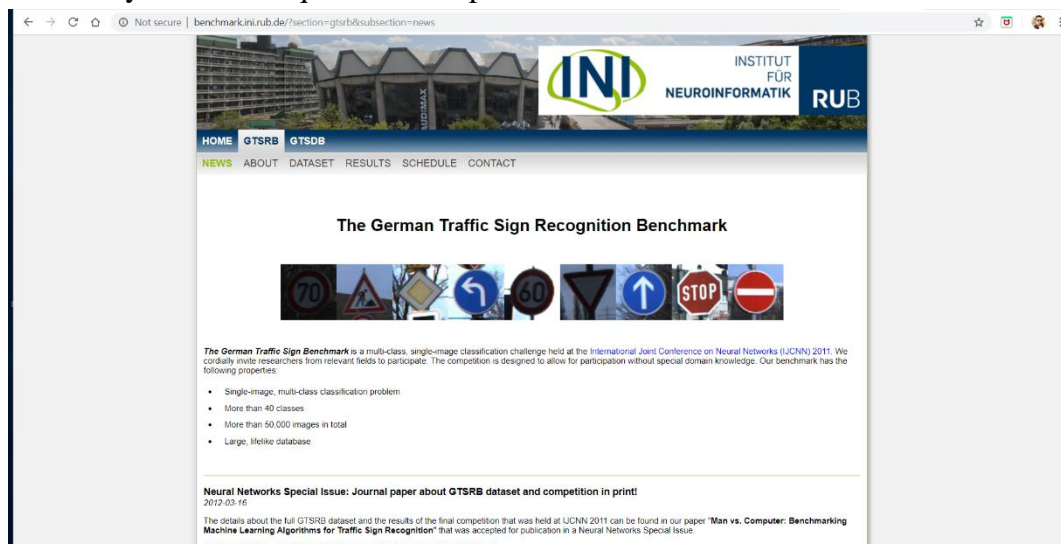 Not secure | benchmark.ini.rub.de/?section=gtsrb&subsection=news
AUDIMAX
INI
INSTITUT
FÜR
NEUROINFORMATIK
RUB
HOME GTSRB GTSDB
NEWS ABOUT DATASET RESULTS SCHEDULE CONTACT
The German Traffic Sign Recognition Benchmark
70 60 STOP
The German Traffic Sign Benchmark is a multi-class, single-image classification challenge held at the International Joint Conference on Neural Networks (IJCNN) 2011. We
cordially invite researchers from relevant fields to participate. The competition is designed to allow for participation without special domain knowledge. Our benchmark has the
following properties:
• Single-image, multi-class classification problem
• More than 40 classes
• More than 50,000 images in total
• Large, lifelike database
Neural Networks Special Issue: Journal paper about GTSRB dataset and competition in print!
2012-03-16
The details about the full GTSRB dataset and the results of the final competition that was held at IJCNN 2011 can be found in our paper "Man vs. Computer: Benchmarking
Machine Learning Algorithms for Traffic Sign Recognition" that was accepted for publication in a Neural Networks Special Issue.